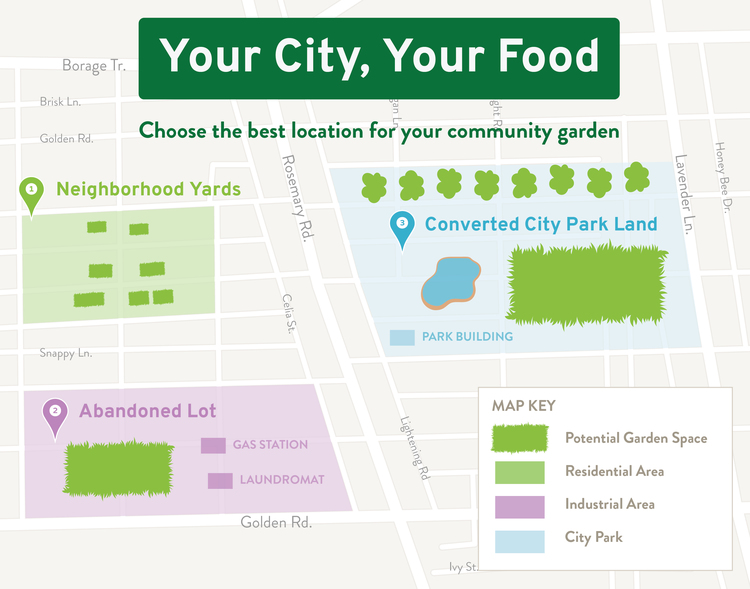 Your City, Your Food
Choose the best location for your community garden
Borage Tr.
Brisk Ln.
Golden Rd.
Rosemary Rd.
Lavender Ln.
Honey Bee Dr.
1
Neighborhood Yards
3
Converted City Park Land
PARK BUILDING
Celia St.
Snappy Ln.
2
Abandoned Lot
GAS STATION
LAUNDROMAT
Golden Rd.
Lightening Rd
Ivy St.
MAP KEY
Potential Garden Space
Residential Area
Industrial Area
City Park